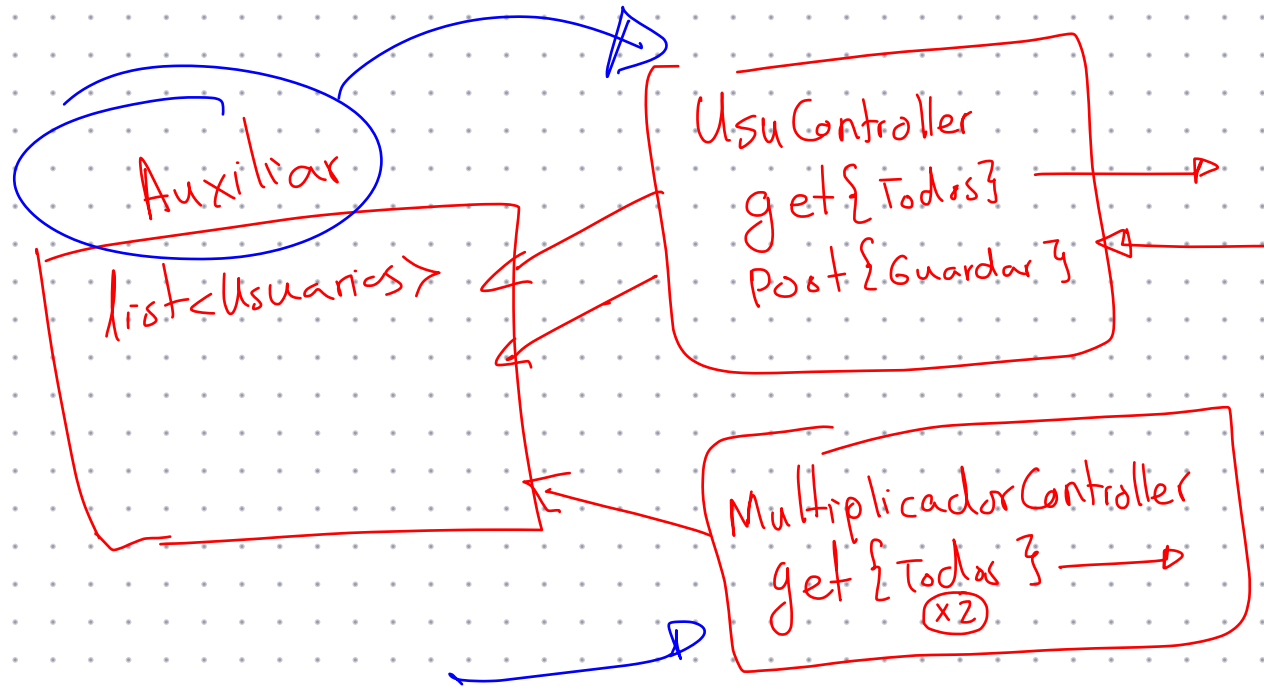 Auxiliar
list<Usuarios>
UsuController
get{Todos}
Post{Guardar}
MultiplicadorController
get{Todos}
x2